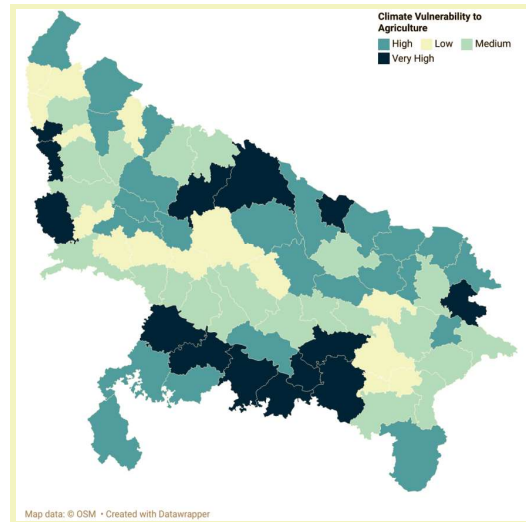 Climate Vulnerability to
Agriculture
High Low Medium
Very High
Map data: © OSM • Created with Datawrapper